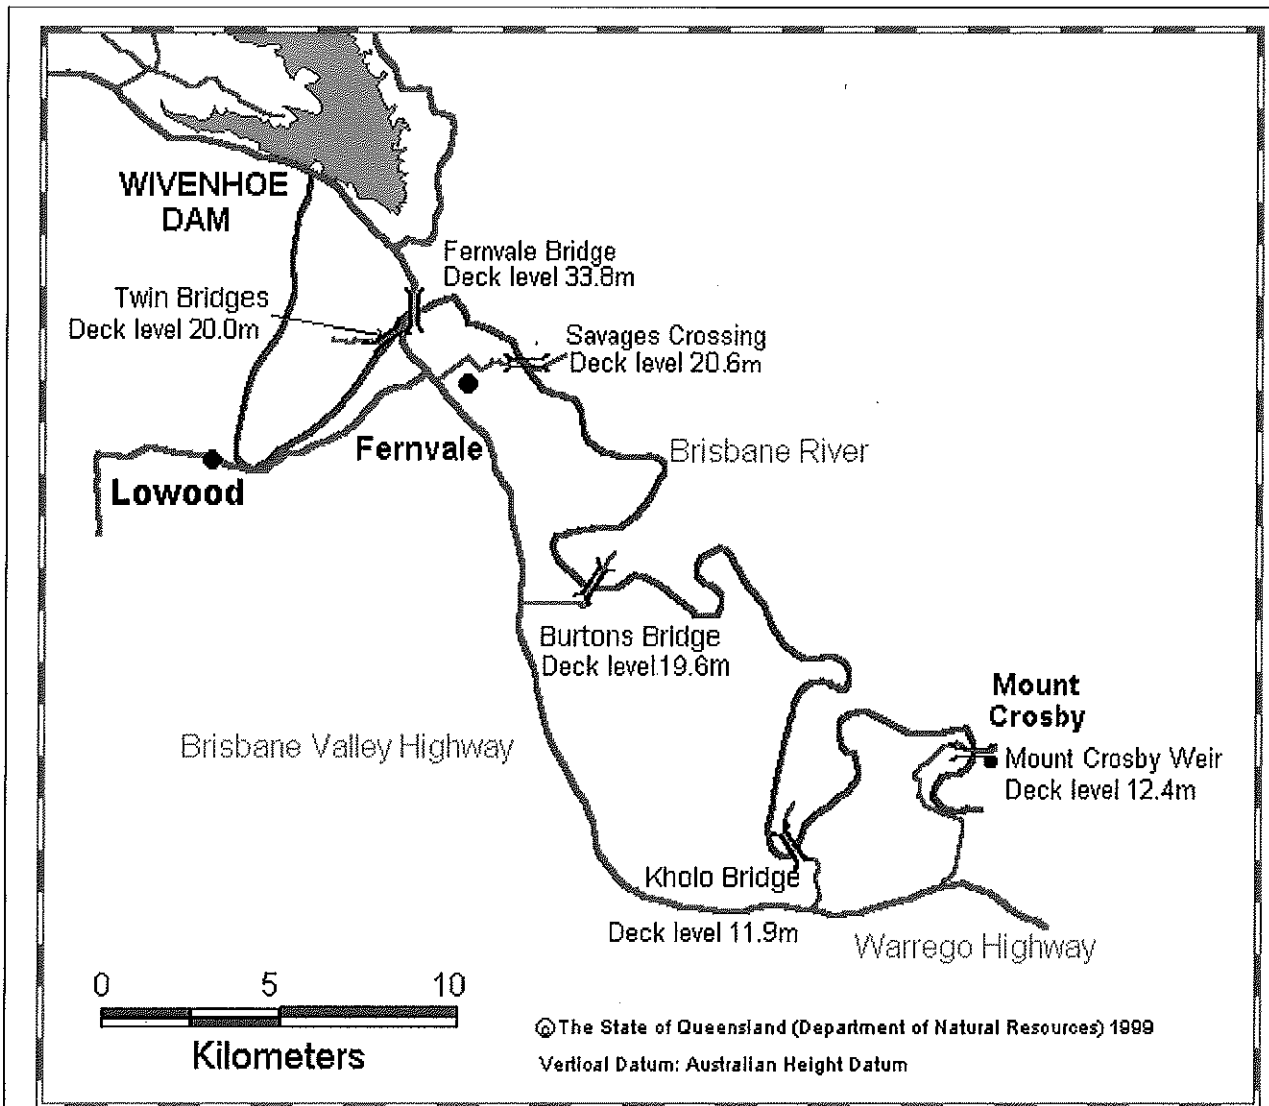 WIVENHOE
DAM
Fernvale Bridge
Deck level 33.8m
Twin Bridges
Deck level 20.0m
Savages Crossing
Deck level 20.6m
Fernvale
Brisbane River
Lowood
Burtons Bridge
Deck level 19.6m
Mount
Crosby
Brisbane Valley Highway
Mount Crosby Weir
Deck level 12.4m
Kholo Bridge
Deck level 11.9m
Warrego Highway
0 5 10
Kilometers
© The State of Queensland (Department of Natural Resources) 1999
Vertical Datum: Australian Height Datum